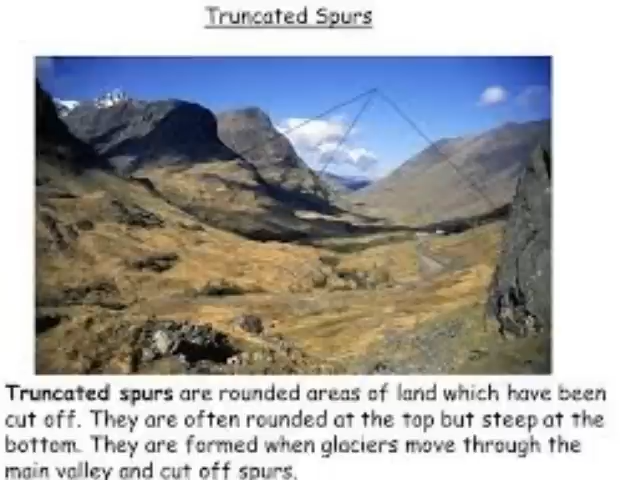 Truncated Spurs
Truncated spurs are rounded areas of land which have been
cut off. They are often rounded at the top but steep at the
bottom. They are formed when glaciers move through the
main valley and cut off spurs.